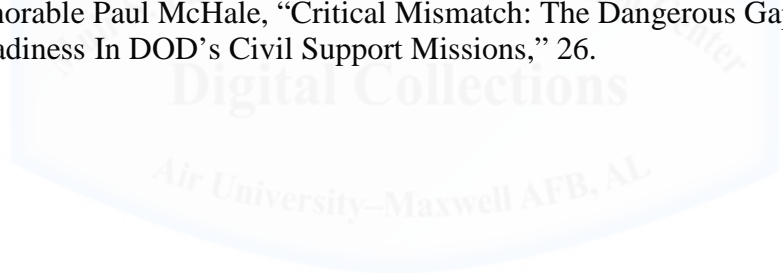 norable Paul McHale, “Critical Mismatch: The Dangerous Gap
adiness In DOD’s Civil Support Missions,” 26.
Digital Collections
Air University–Maxwell AFB, AL